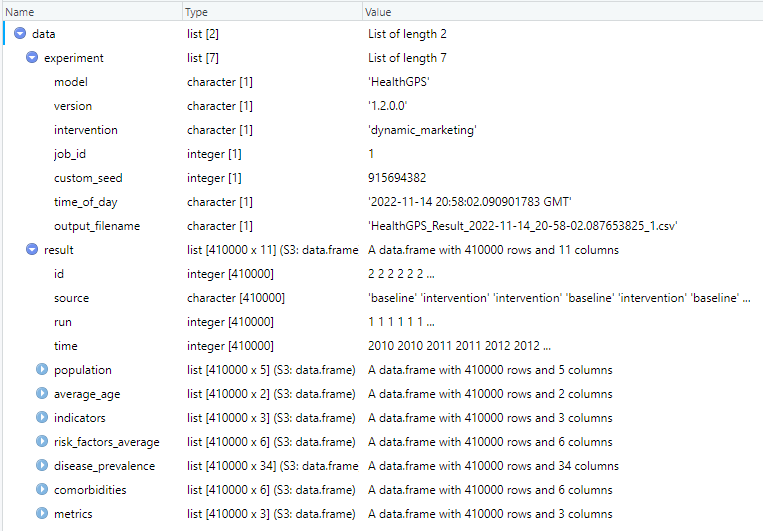 Name Type Value
data list [2] List of length 2
experiment list [7] List of length 7
model character [1] 'HealthGPS'
version character [1] '1.2.0.0'
intervention character [1] 'dynamic_marketing'
job_id integer [1] 1
custom_seed integer [1] 915694382
time_of_day character [1] '2022-11-14 20:58:02.090901783 GMT'
output_filename character [1] 'HealthGPS_Result_2022-11-14_20-58-02.087653825_1.csv'
result list [410000 x 11] (S3: data.frame A data.frame with 410000 rows and 11 columns
id integer [410000] 2 2 2 2 2 2 ...
source character [410000] 'baseline' 'intervention' 'intervention' 'baseline' 'intervention' 'baseline' ...
run integer [410000] 1 1 1 1 1 1 ...
time integer [410000] 2010 2010 2011 2011 2012 2012 ...
population list [410000 x 5] (S3: data.frame) A data.frame with 410000 rows and 5 columns
average_age list [410000 x 2] (S3: data.frame) A data.frame with 410000 rows and 2 columns
indicators list [410000 x 3] (S3: data.frame) A data.frame with 410000 rows and 3 columns
risk_factors_average list [410000 x 6] (S3: data.frame) A data.frame with 410000 rows and 6 columns
disease_prevalence list [410000 x 34] (S3: data.frame A data.frame with 410000 rows and 34 columns
comorbidities list [410000 x 6] (S3: data.frame) A data.frame with 410000 rows and 6 columns
metrics list [410000 x 3] (S3: data.frame) A data.frame with 410000 rows and 3 columns